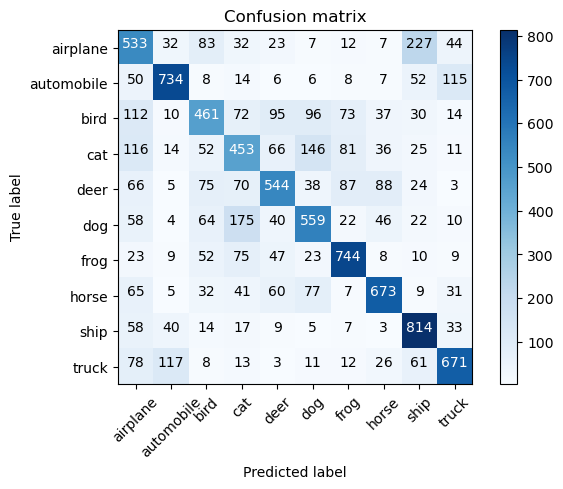 Confusion matrix
airplane 533 32 83 32 23 7 12 7 227 44
automobile 50 734 8 14 6 6 8 7 52 115
bird 112 10 461 72 95 96 73 37 30 14
cat 116 14 52 453 66 146 81 36 25 11
deer 66 5 75 70 544 38 87 88 24 3
dog 58 4 64 175 40 559 22 46 22 10
frog 23 9 52 75 47 23 744 8 10 9
horse 65 5 32 41 60 77 7 673 9 31
ship 58 40 14 17 9 5 7 3 814 33
truck 78 117 8 13 3 11 12 26 61 671
airplane automobile bird cat deer dog frog horse ship truck
Predicted label
True label
800
700
600
500
400
300
200
100